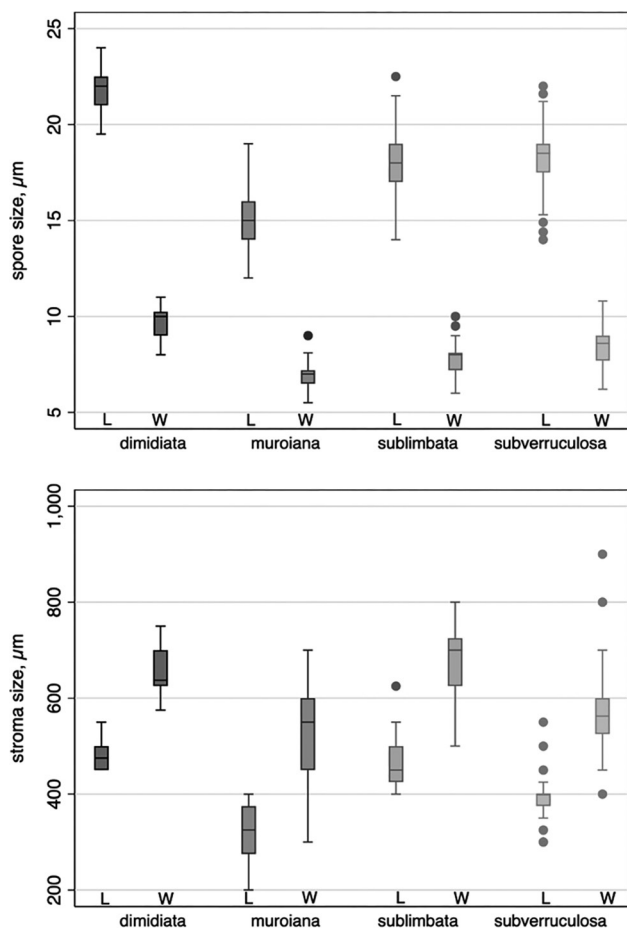 25
20
15
10
5
spore size, µm
L W L W L W L W
dimidiata muroiana sublimbata subverruculosa
1,000
800
600
400
200
stroma size, µm
L W L W L W L W
dimidiata muroiana sublimbata subverruculosa